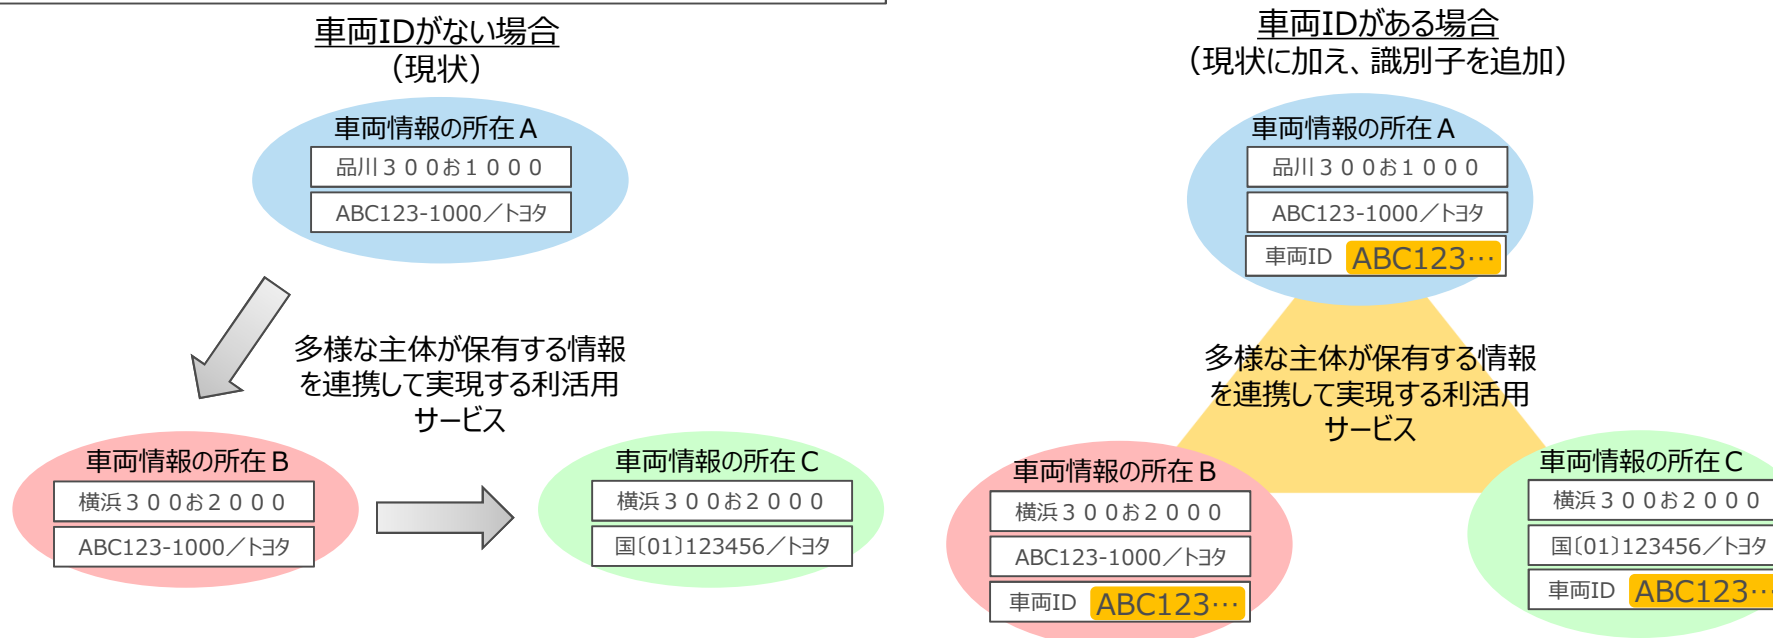 車両IDがない場合
（現状）
車両情報の所在A
品川３００お１０００
ABC123-1000／トヨタ
多様な主体が保有する情報
を連携して実現する利活用
サービス
車両情報の所在B
横浜３００お２０００
ABC123-1000／トヨタ
車両情報の所在C
横浜３００お２０００
国〔01〕123456／トヨタ
車両IDがある場合
（現状に加え、識別子を追加）
車両情報の所在A
品川３００お１０００
ABC123-1000／トヨタ
車両ID ABC123…
多様な主体が保有する情報
を連携して実現する利活用
サービス
車両情報の所在B
横浜３００お２０００
ABC123-1000／トヨタ
車両ID ABC123…
車両情報の所在C
横浜３００お２０００
国〔01〕123456／トヨタ
車両ID ABC123…